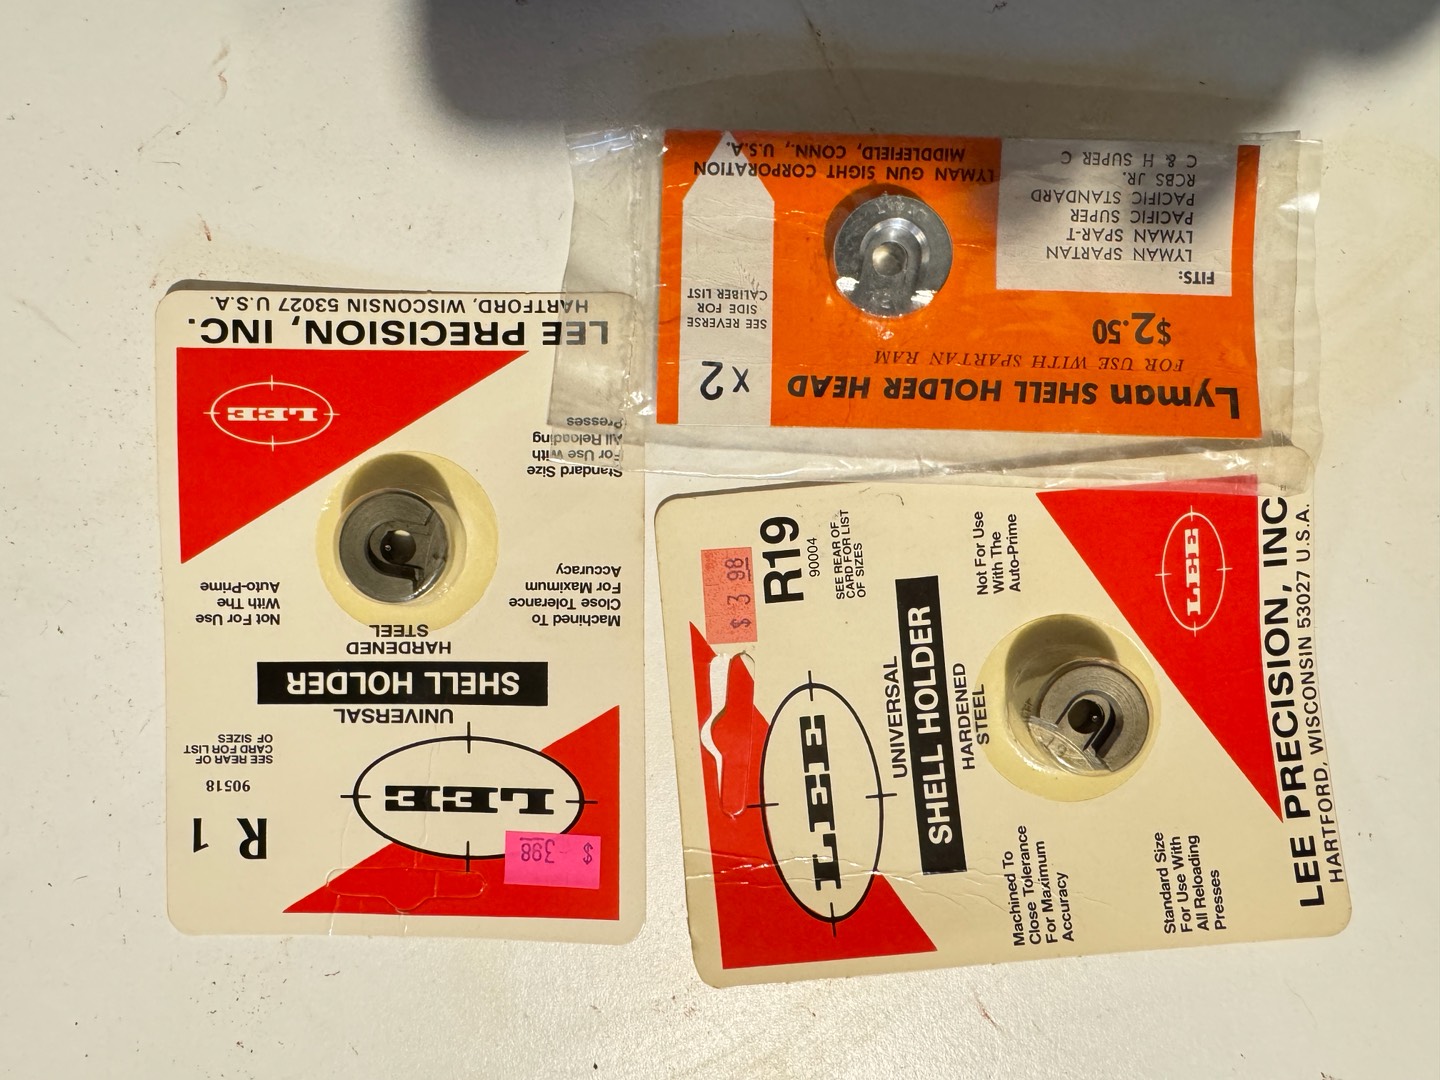 LEE PRECISION, INC.
HARTFORD, WISCONSIN 53027 U.S.A.
LEE
Standard Size
For Use With
All Reloading
Presses
Machined To
Close Tolerance
For Maximum
Accuracy
Not For Use
With The
Auto-Prime
UNIVERSAL
SHELL HOLDER
HARDENED
STEEL
LEE
R 1
90518
SEE REAR OF
CARD FOR LIST
OF SIZES
$ 3.98
Lyman SHELL HOLDER HEAD
FOR USE WITH SPARTAN RAM
$2.50
X 2
SEE REVERSE
SIDE FOR
CALIBER LIST
FITS:
LYMAN SPARTAN
LYMAN SPAR-T
PACIFIC SUPER
PACIFIC STANDARD
RCBS JR.
C & H SUPER C
LYMAN GUN SIGHT CORPORATION
MIDDLEFIELD, CONN., U.S.A.
$ 3 98
R19
90004
SEE REAR OF
CARD FOR LIST
OF SIZES
LEE
UNIVERSAL
SHELL HOLDER
HARDENED
STEEL
Not For Use
With The
Auto-Prime
Machined To
Close Tolerance
For Maximum
Accuracy
Standard Size
For Use With
All Reloading
Presses
LEE
LEE PRECISION, INC
HARTFORD, WISCONSIN 53027 U.S.A.